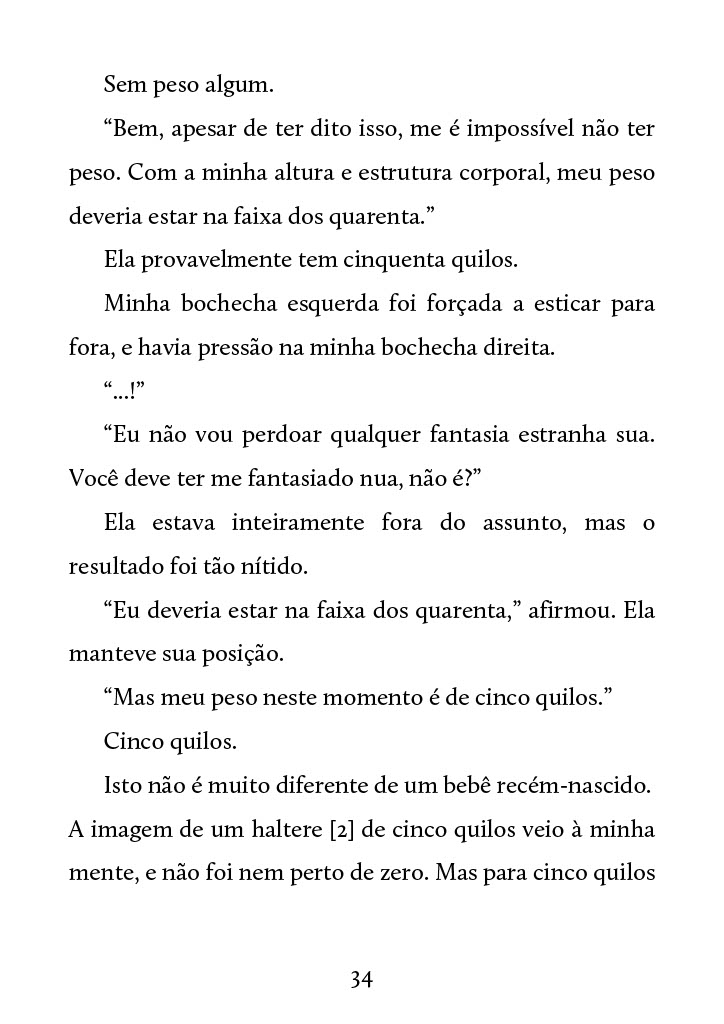 Sem peso algum.
“Bem, apesar de ter dito isso, me é impossível não ter
peso. Com a minha altura e estrutura corporal, meu peso
deveria estar na faixa dos quarenta.”
Ela provavelmente tem cinquenta quilos.
Minha bochecha esquerda foi forçada a esticar para
fora, e havia pressão na minha bochecha direita.
“...!”
“Eu não vou perdoar qualquer fantasia estranha sua.
Você deve ter me fantasiado nua, não é?”
Ela estava inteiramente fora do assunto, mas o
resultado foi tão nítido.
“Eu deveria estar na faixa dos quarenta,” afirmou. Ela
manteve sua posição.
“Mas meu peso neste momento é de cinco quilos.”
Cinco quilos.
Isto não é muito diferente de um bebê recém-nascido.
A imagem de um haltere [2] de cinco quilos veio à minha
mente, e não foi nem perto de zero. Mas para cinco quilos
34